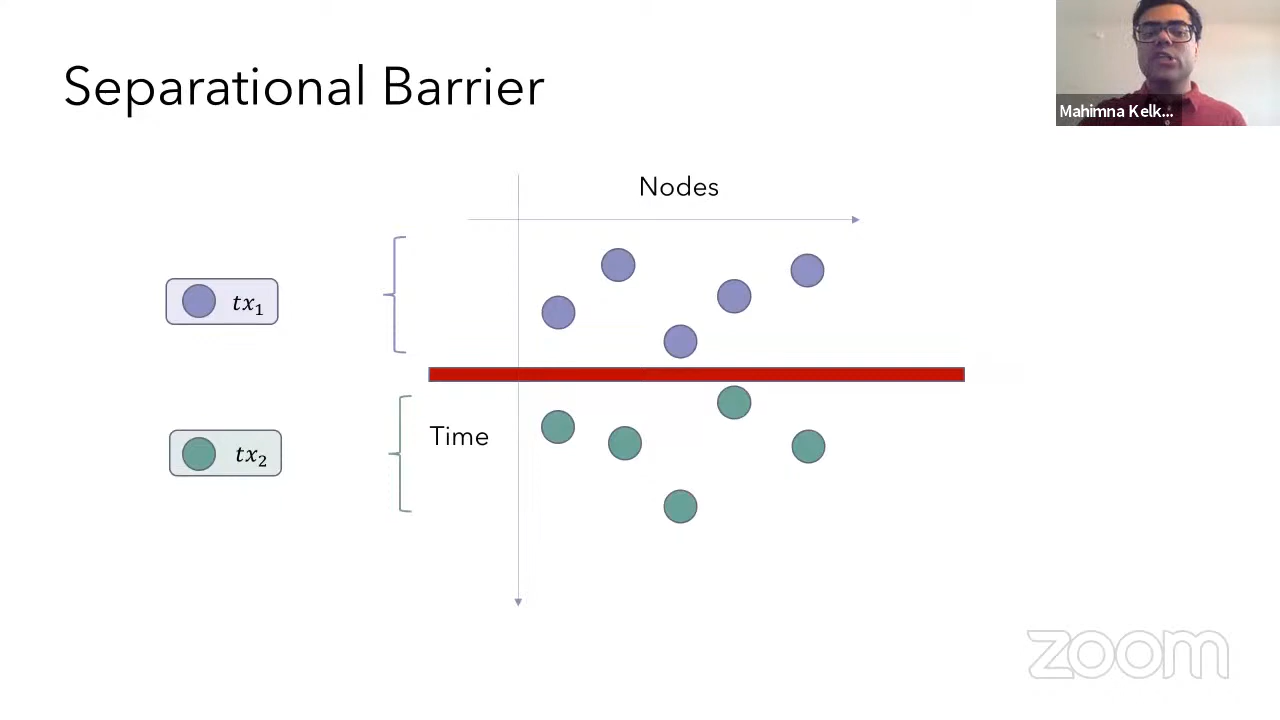 Separational Barrier
Mahimna Kelk...
Nodes
tx₁
Time
tx₂
zoom